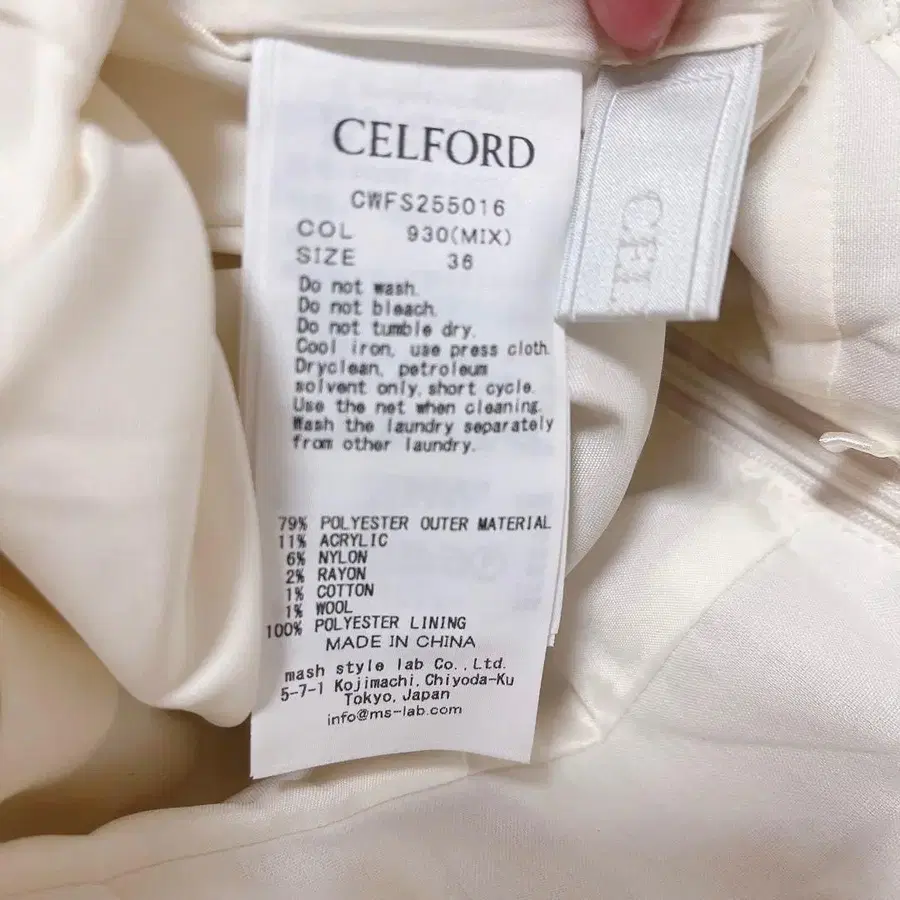 CELFORD
CWFS255016
COL 930(MIX)
SIZE 36
Do not wash.
Do not bleach.
Do not tumble dry.
Cool iron, use press cloth.
Dryclean, petroleum
solvent only, short cycle.
Use the net when cleaning.
Wash the laundry separately
from other laundry.
79% POLYESTER OUTER MATERIAL
11% ACRYLIC
6% NYLON
2% RAYON
1% COTTON
1% WOOL
100% POLYESTER LINING
MADE IN CHINA
mash style lab Co., Ltd.
5-7-1 Kojimachi, Chiyoda-Ku
Tokyo, Japan
info@ms-lab.com
CEL